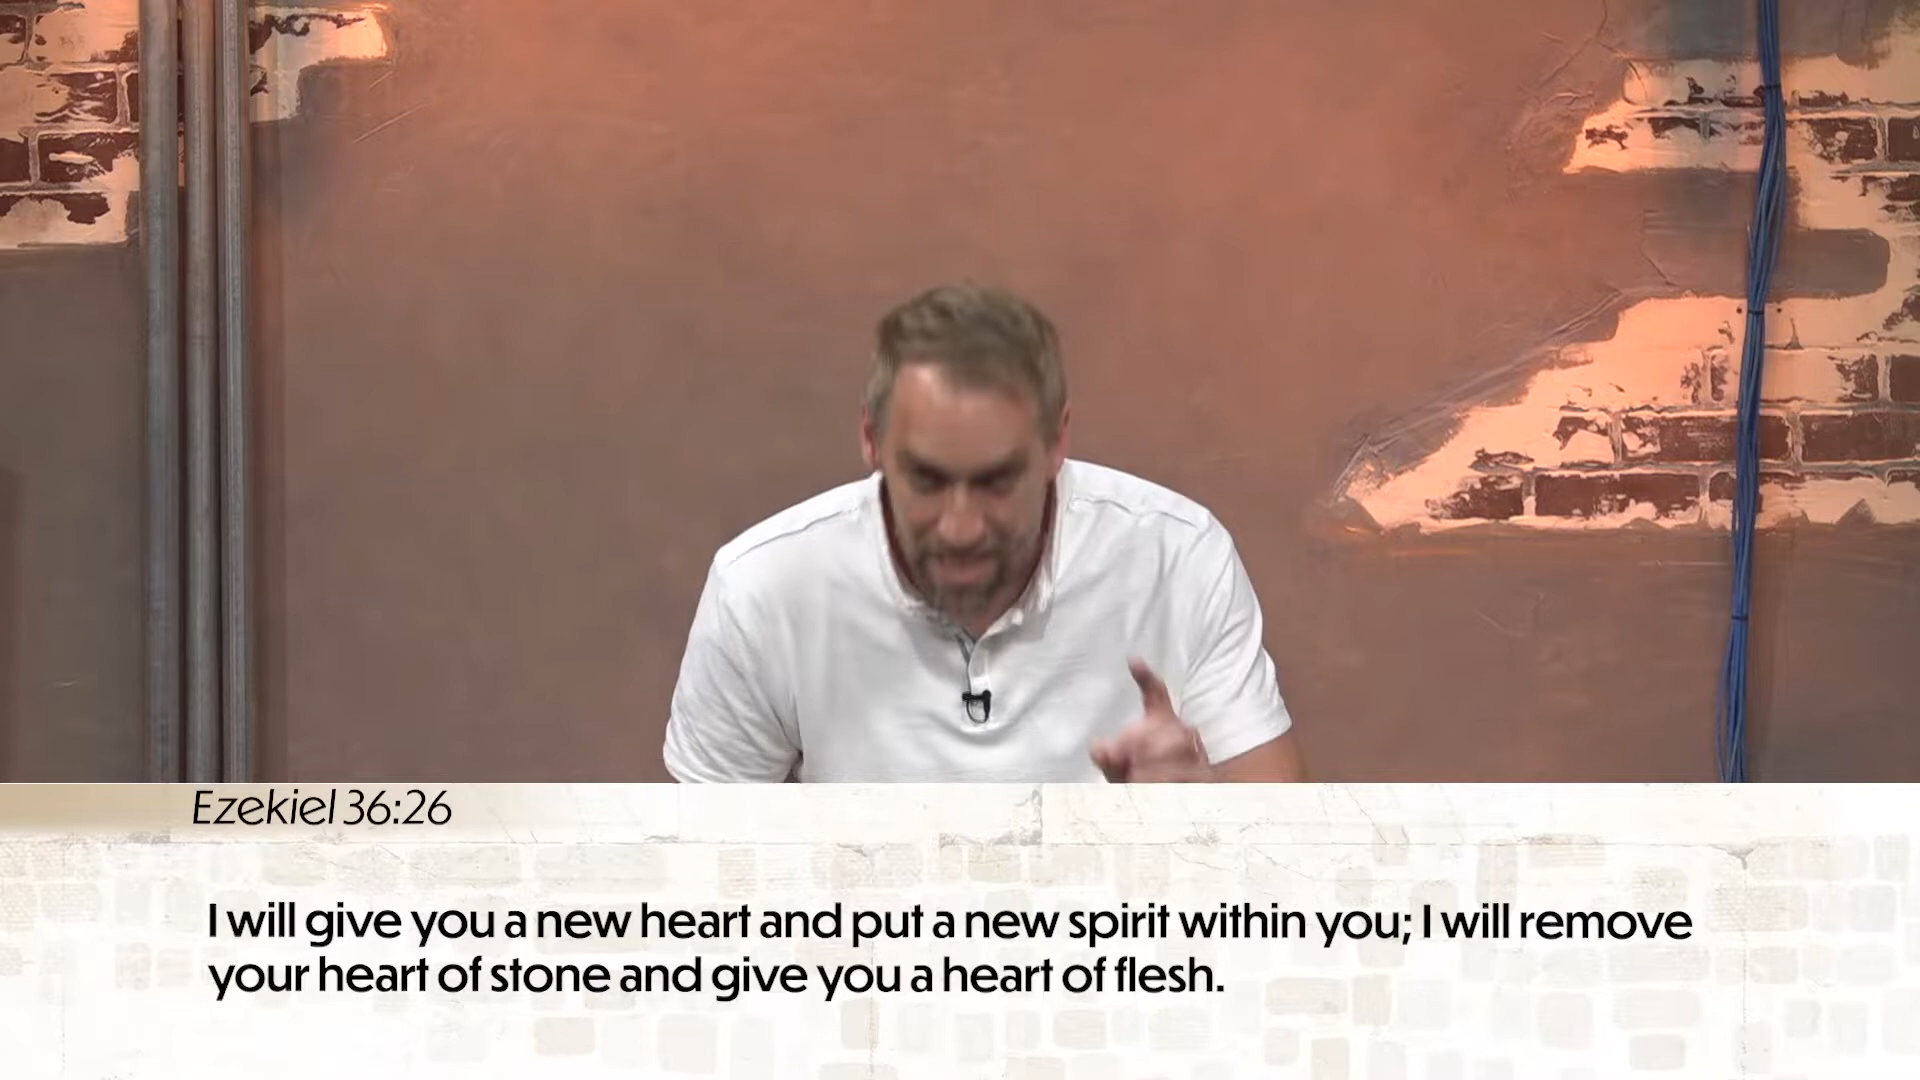 Ezekiel 36:26
I will give you a new heart and put a new spirit within you; I will remove
your heart of stone and give you a heart of flesh.